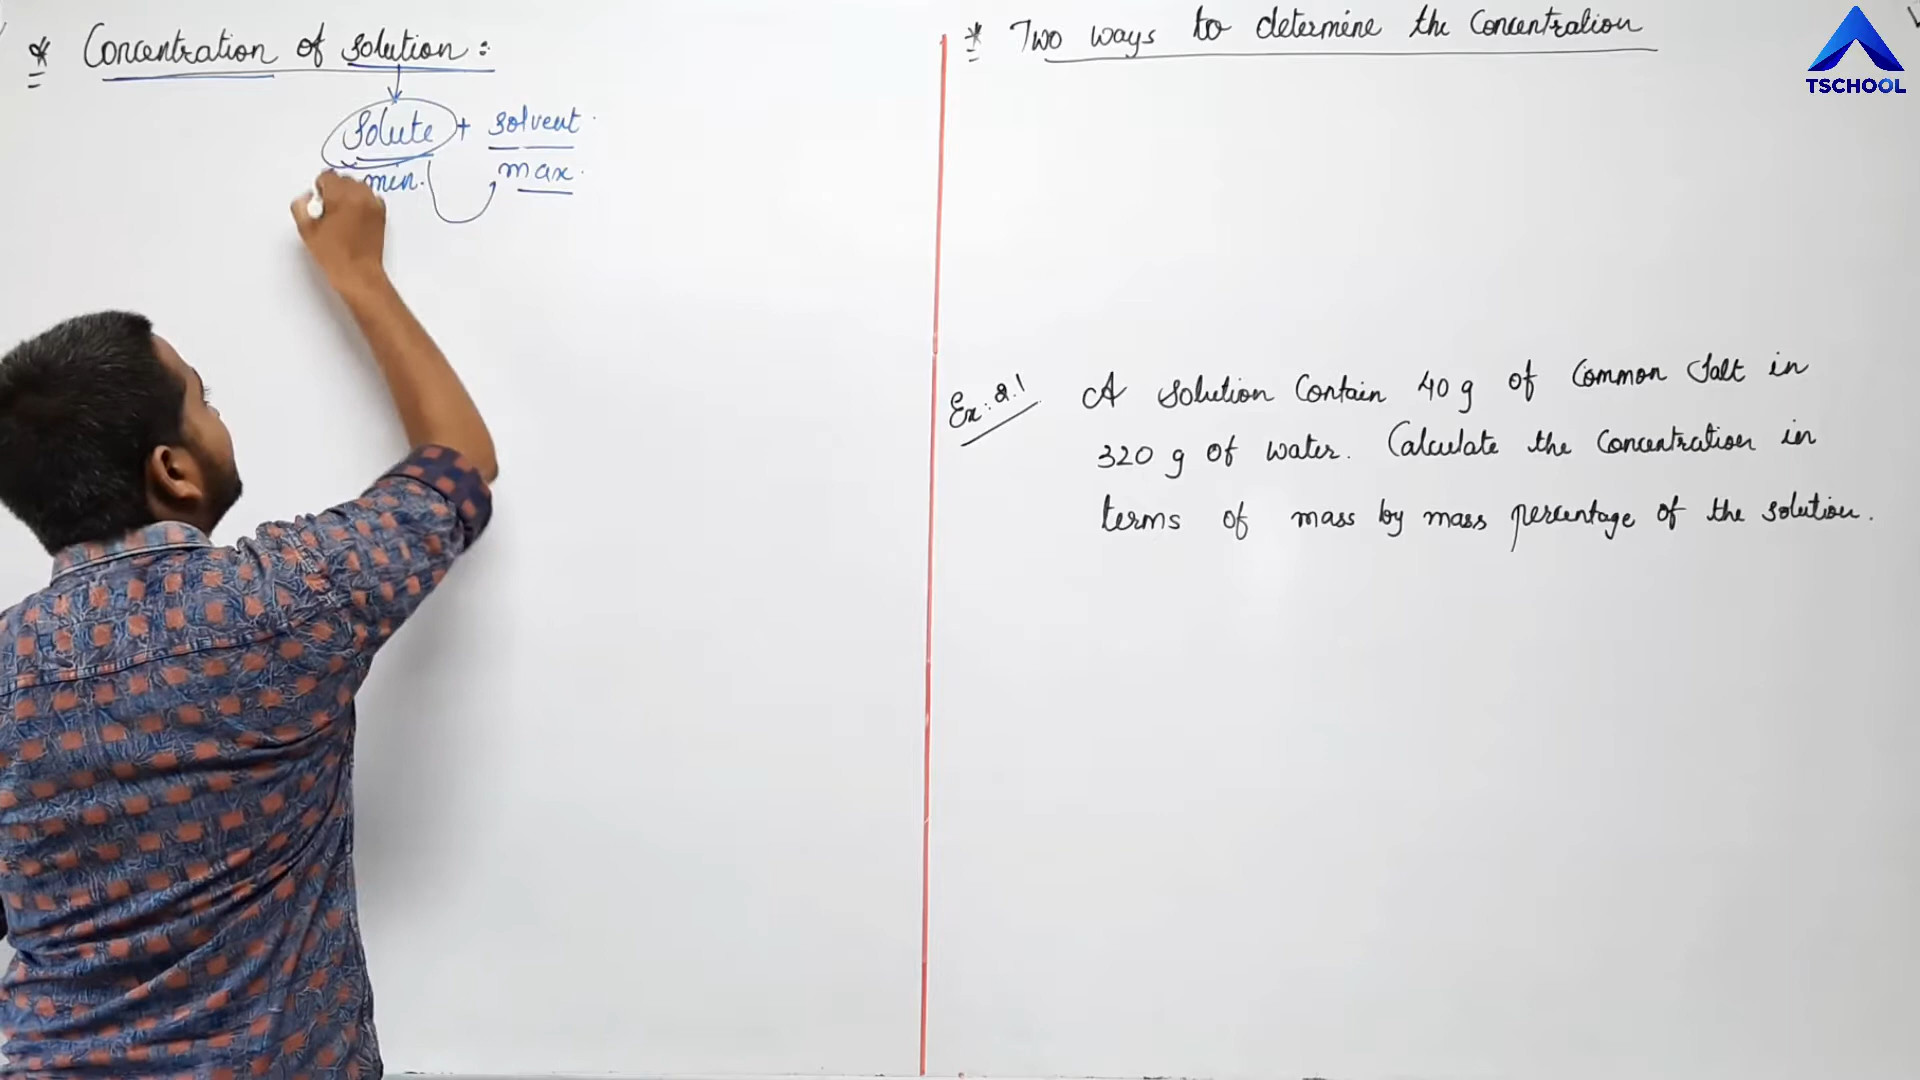 * Concentration of solution :
Solute + solvent.
min. max.
* Two ways to determine the Concentration
TSCHOOL
Ex: 2.1 A solution Contain 40 g of Common Salt in
320 g of water. Calculate the Concentration in
terms of mass by mass percentage of the solution.